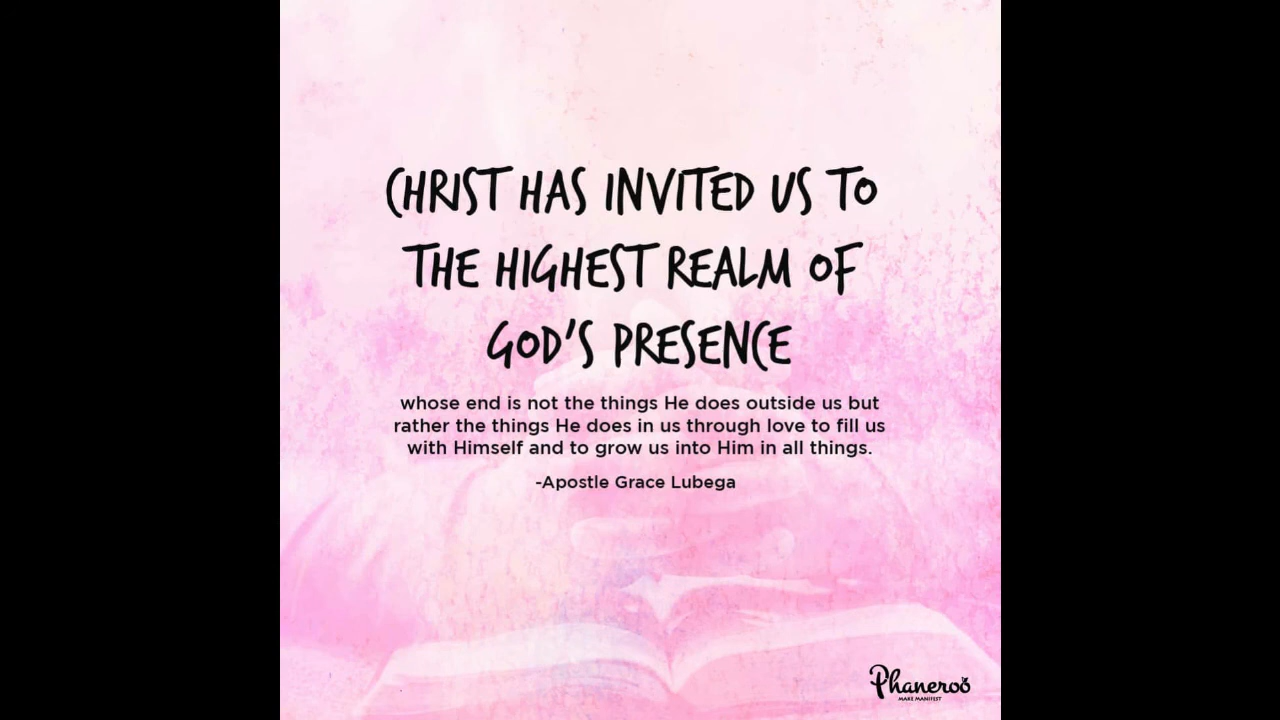 CHRIST HAS INVITED US TO
THE HIGHEST REALM OF
GOD'S PRESENCE
whose end is not the things He does outside us but
rather the things He does in us through love to fill us
with Himself and to grow us into Him in all things.
-Apostle Grace Lubega
Phaneroo
MAKE MANIFEST